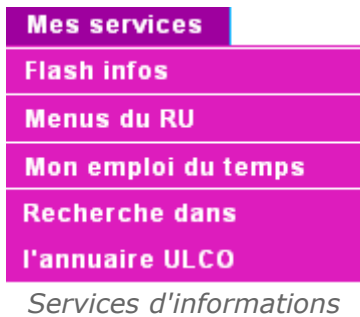 Mes services
Flash infos
Menus du RU
Mon emploi du temps
Recherche dans
l'annuaire ULCO
Services d'informations